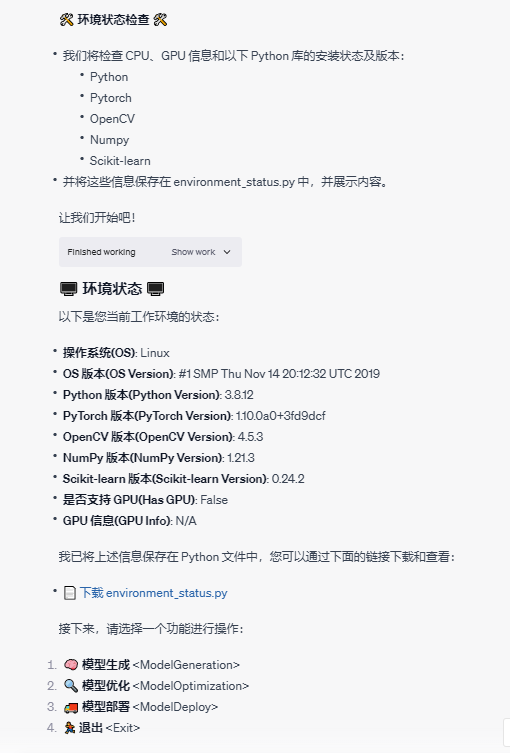 🛠️ 环境状态检查 🛠️
• 我们将检查 CPU、GPU 信息和以下 Python 库的安装状态及版本：
• Python
• Pytorch
• OpenCV
• Numpy
• Scikit-learn
• 并将这些信息保存在 environment_status.py 中，并展示内容。
让我们开始吧！
Finished working Show work
🖥️ 环境状态 🖥️
以下是您当前工作环境的状态：
• 操作系统(OS): Linux
• OS 版本(OS Version): #1 SMP Thu Nov 14 20:12:32 UTC 2019
• Python 版本(Python Version): 3.8.12
• PyTorch 版本(PyTorch Version): 1.10.0a0+3fd9dcf
• OpenCV 版本(OpenCV Version): 4.5.3
• NumPy 版本(NumPy Version): 1.21.3
• Scikit-learn 版本(Scikit-learn Version): 0.24.2
• 是否支持 GPU(Has GPU): False
• GPU 信息(GPU Info): N/A
我已将上述信息保存在 Python 文件中，您可以通过下面的链接下载和查看：
• 📄 下载 environment_status.py
接下来，请选择一个功能进行操作：
1. 🧠 模型生成 <ModelGeneration>
2. 🔍 模型优化 <ModelOptimization>
3. 🚚 模型部署 <ModelDeploy>
4. 🏃 退出 <Exit>